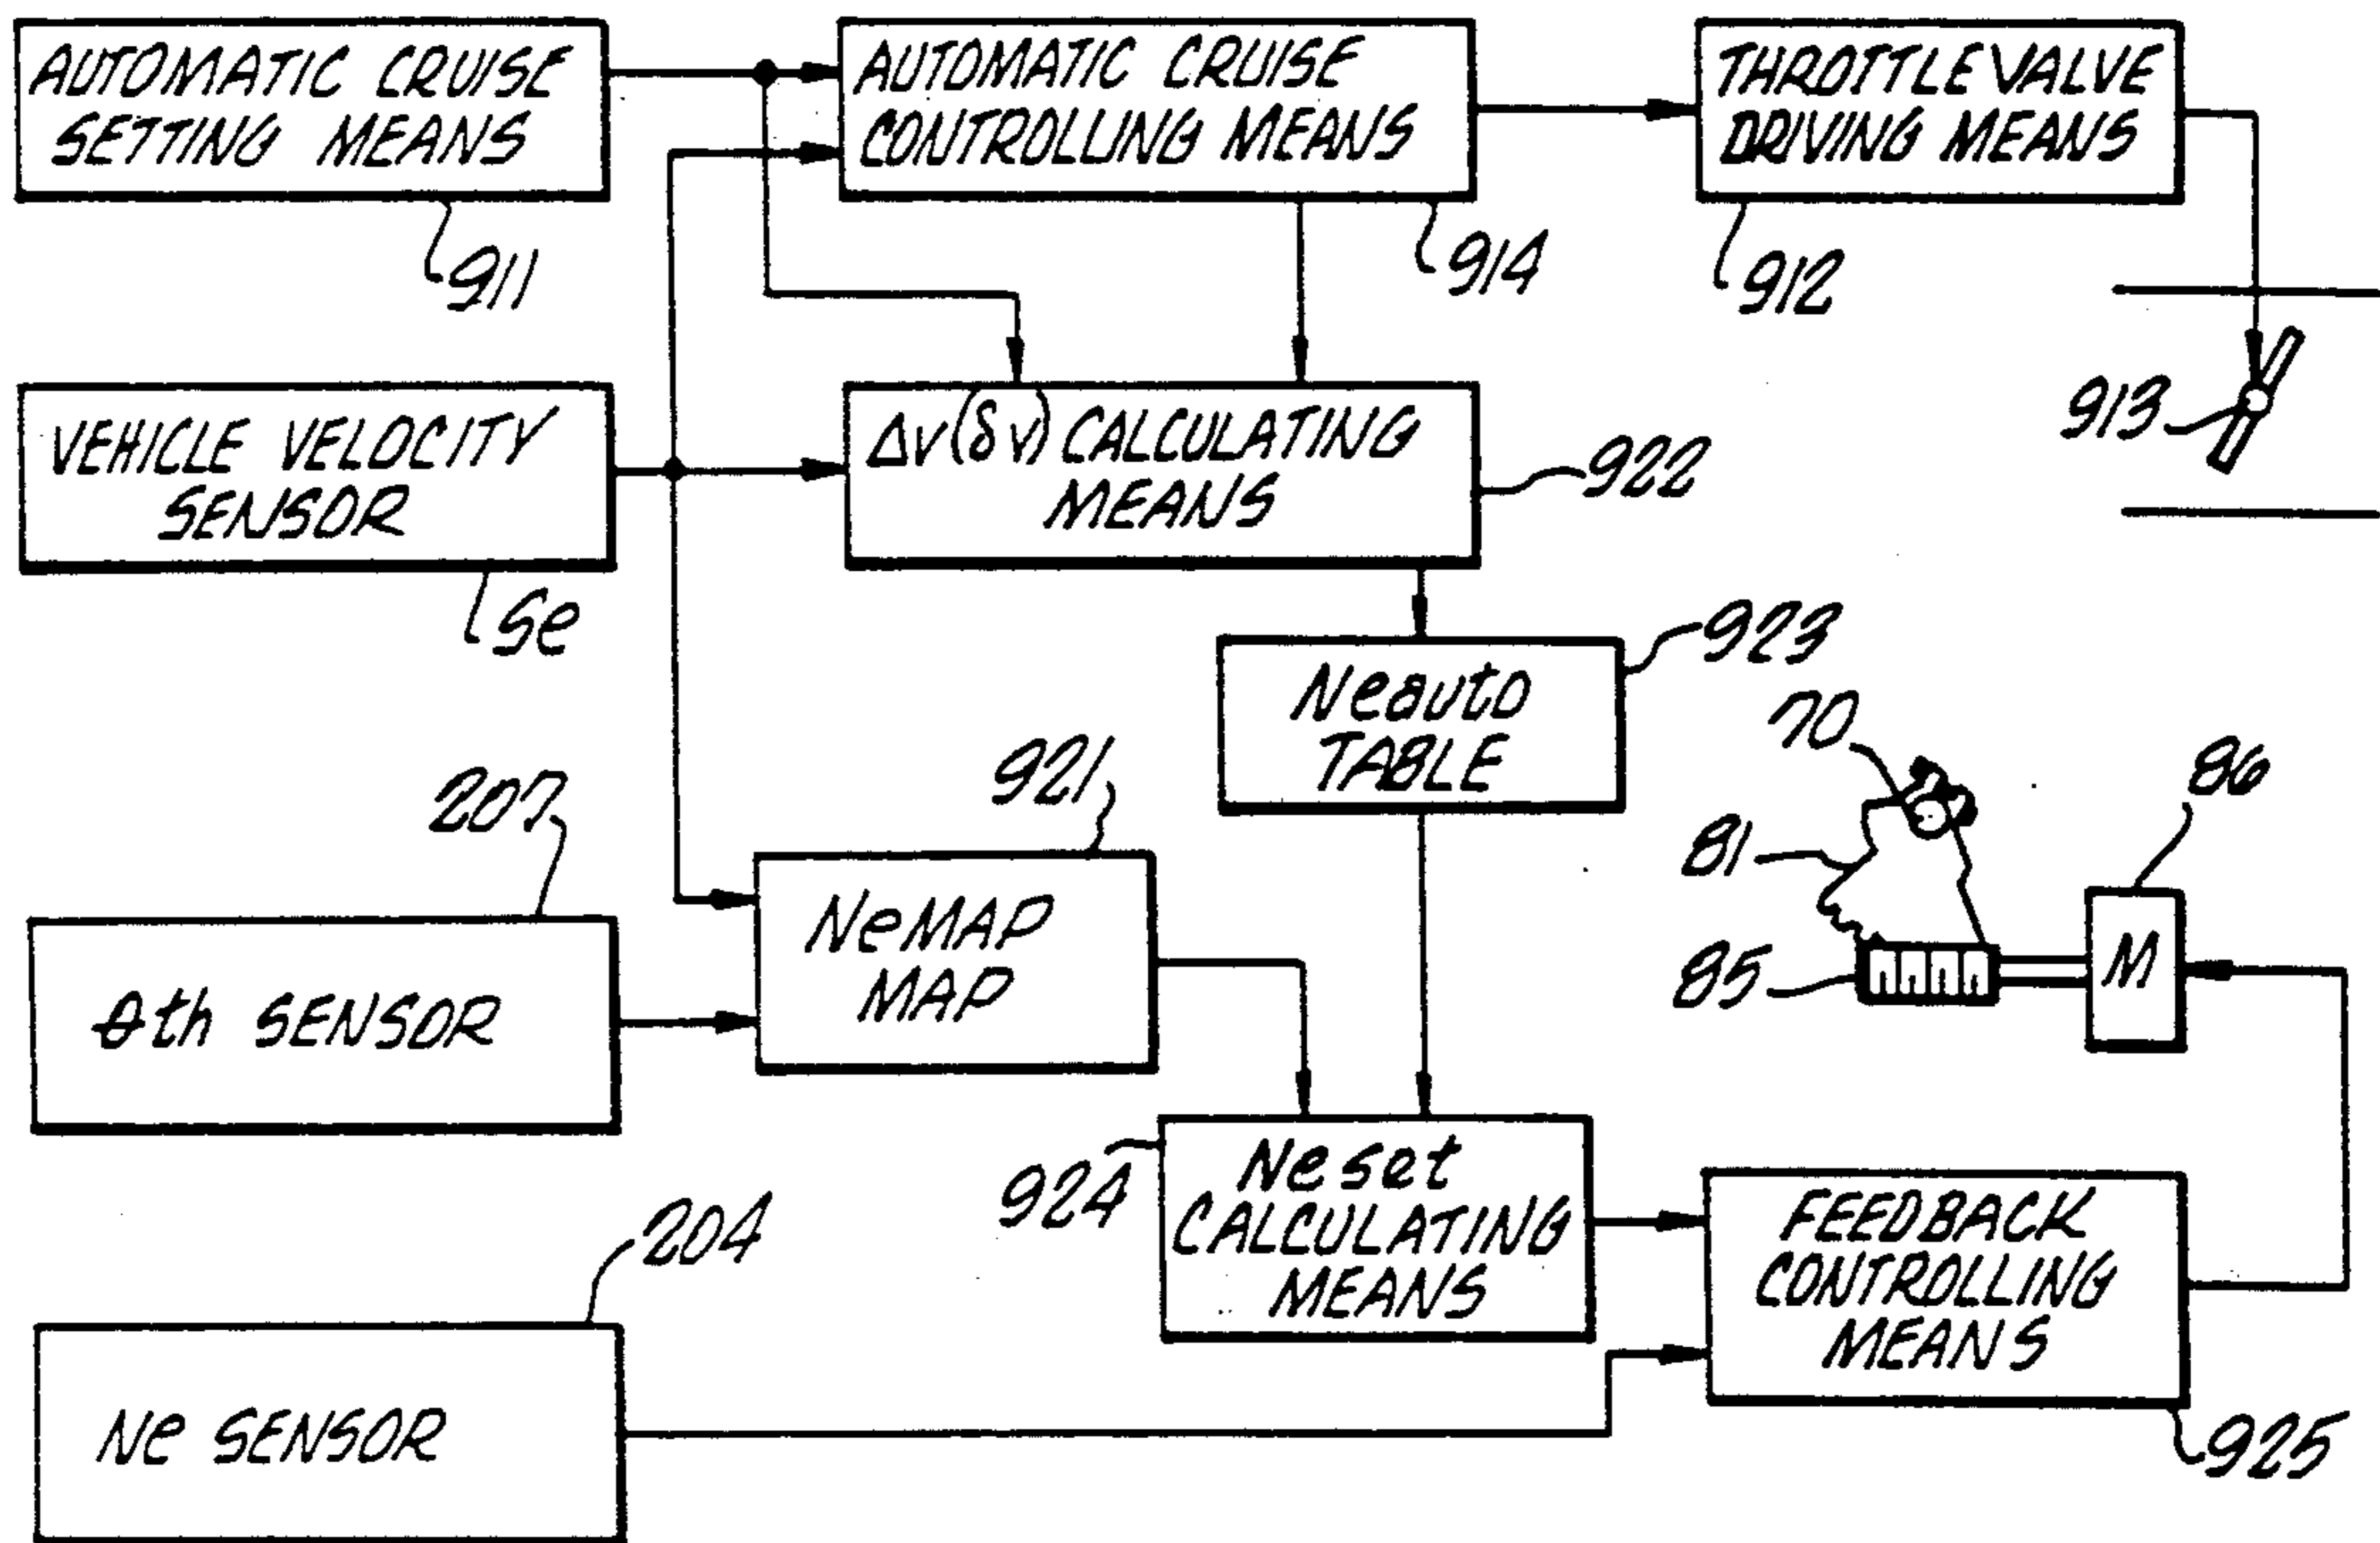 AUTOMATIC CRUISE
SETTING MEANS
911
AUTOMATIC CRUISE
CONTROLLING MEANS
914
THROTTLE VALVE
DRIVING MEANS
912
913
VEHICLE VELOCITY
SENSOR
Se
Δv(δv) CALCULATING
MEANS
922
Neauto
TABLE
923
207
θth SENSOR
921
NeMAP
MAP
70
81
85
86
M
924
Ne set
CALCULATING
MEANS
204
Ne SENSOR
FEEDBACK
CONTROLLING
MEANS
925